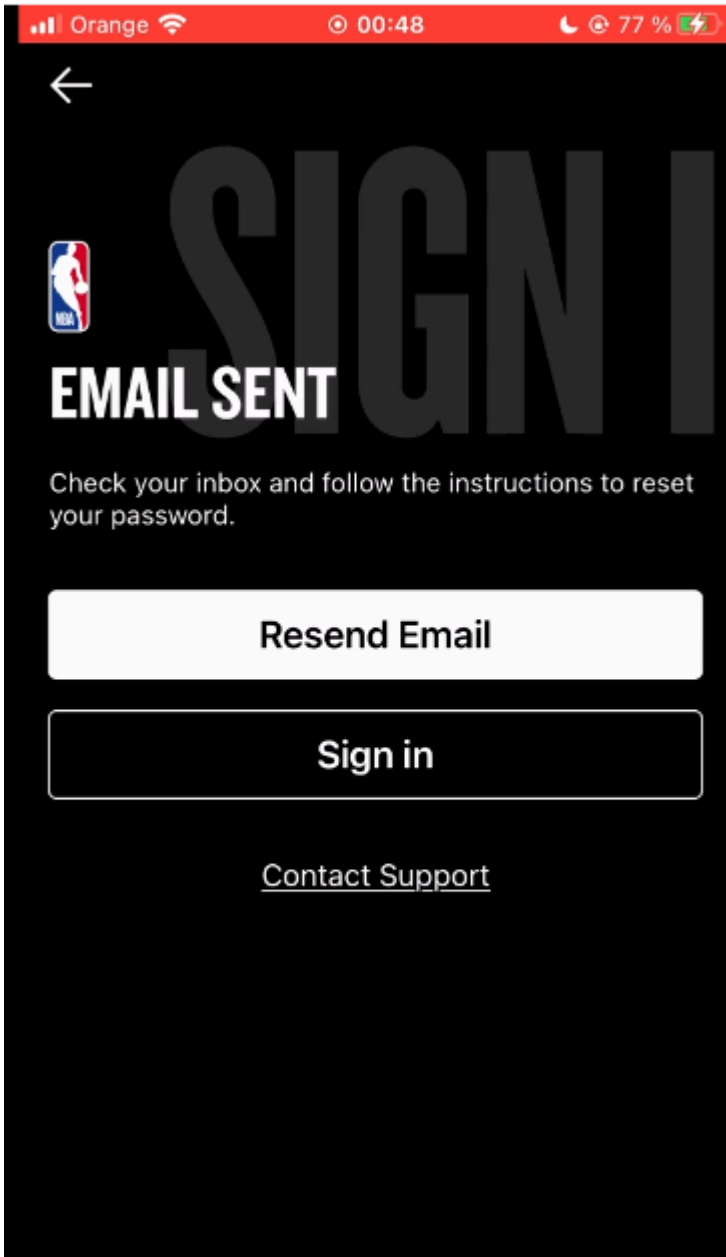 Orange 00:48 77 %
SIGN I
NBA
EMAIL SENT
Check your inbox and follow the instructions to reset
your password.
Resend Email
Sign in
Contact Support